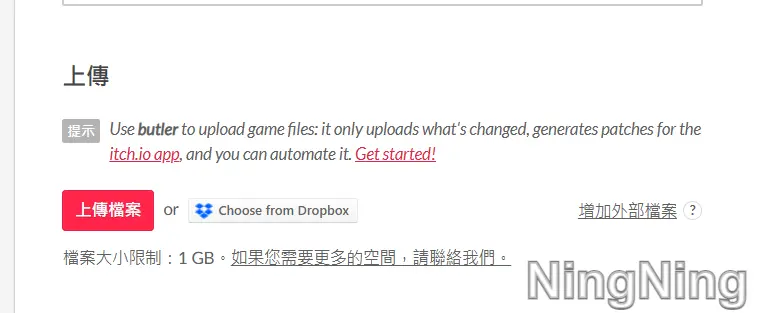 上傳
提示 Use butler to upload game files: it only uploads what's changed, generates patches for the
itch.io app, and you can automate it. Get started!
上傳檔案 or Choose from Dropbox 增加外部檔案 ?
檔案大小限制：1 GB。如果您需要更多的空間，請聯絡我們。
NingNing